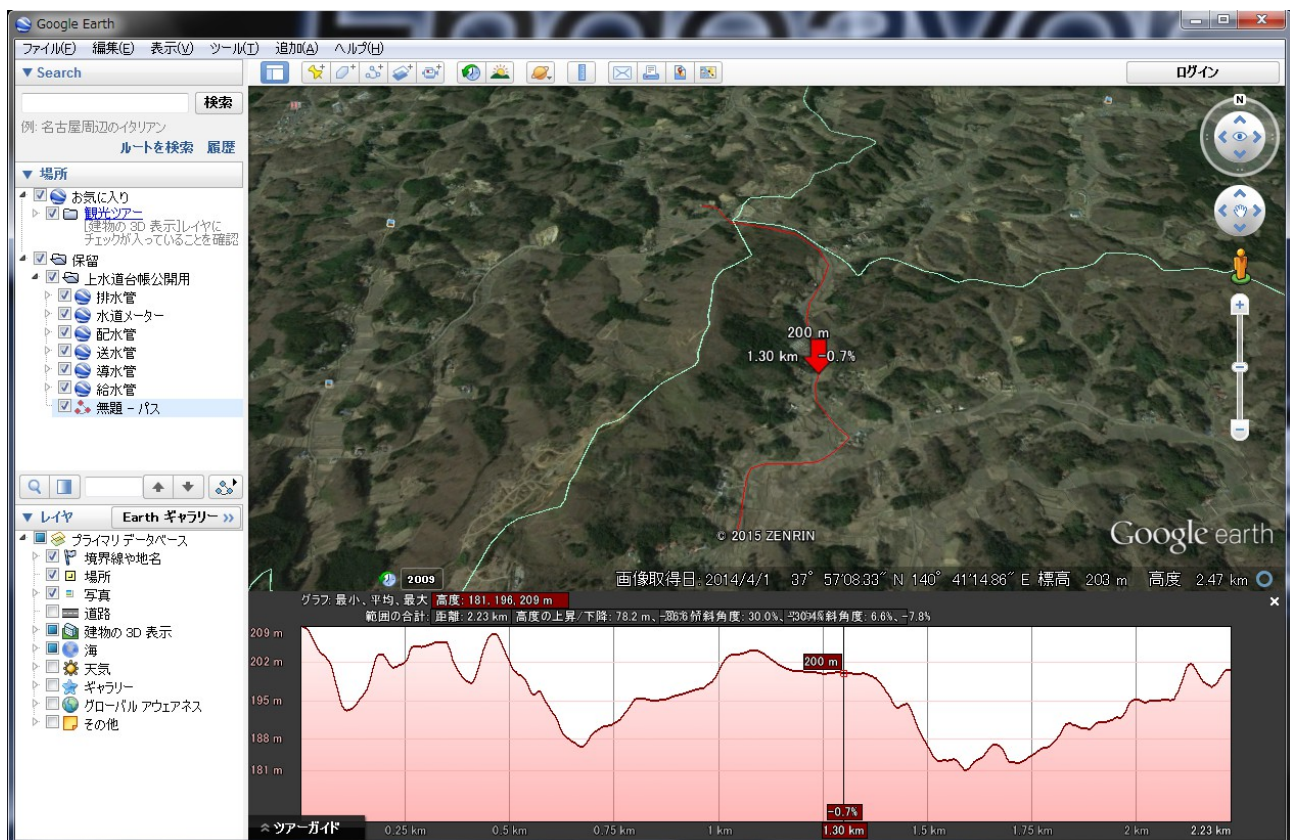 Google Earth
ファイル(F) 編集(E) 表示(V) ツール(T) 追加(A) ヘルプ(H)
▼ Search
検索
例: 名古屋周辺のイタリアン
ルートを検索 履歴
▼ 場所
お気に入り
観光ツアー
[建物の 3D 表示]レイヤに
チェックが入っていることを確認
保留
上水道台帳公開用
排水管
水道メーター
配水管
送水管
導水管
給水管
無題 - パス
▼ レイヤ Earth ギャラリー >>
プライマリ データベース
境界線や地名
場所
写真
道路
建物の 3D 表示
海
天気
ギャラリー
グローバル アウェアネス
その他
ログイン
N
200 m
1.30 km -0.7%
© 2015 ZENRIN
Google earth
2009
画像取得日: 2014/4/1 37° 57'08.33" N 140° 41'14.86" E 標高 203 m 高度 2.47 km
グラフ: 最小、平均、最大 高度: 181, 196, 209 m
範囲の合計: 距離: 2.23 km 高度の上昇/下降: 78.2 m、 傾斜角度: 30.0%、 斜角度: 6.6%、-7.8%
209 m
202 m
195 m
188 m
181 m
200 m
-0.7%
ツアーガイド
0.25 km 0.5 km 0.75 km 1 km 1.30 km 1.5 km 1.75 km 2 km 2.23 km